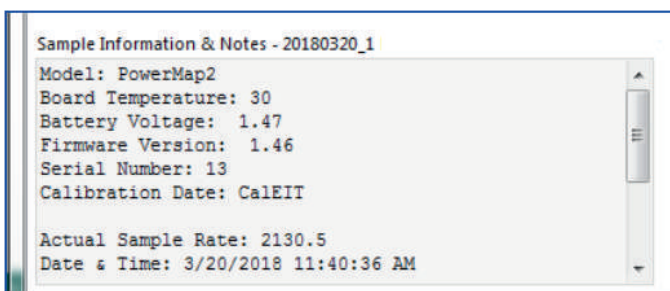 Sample Information & Notes - 20180320_1
Model: PowerMap2
Board Temperature: 30
Battery Voltage:  1.47
Firmware Version:  1.46
Serial Number: 13
Calibration Date: CalEIT

Actual Sample Rate: 2130.5
Date & Time: 3/20/2018 11:40:36 AM